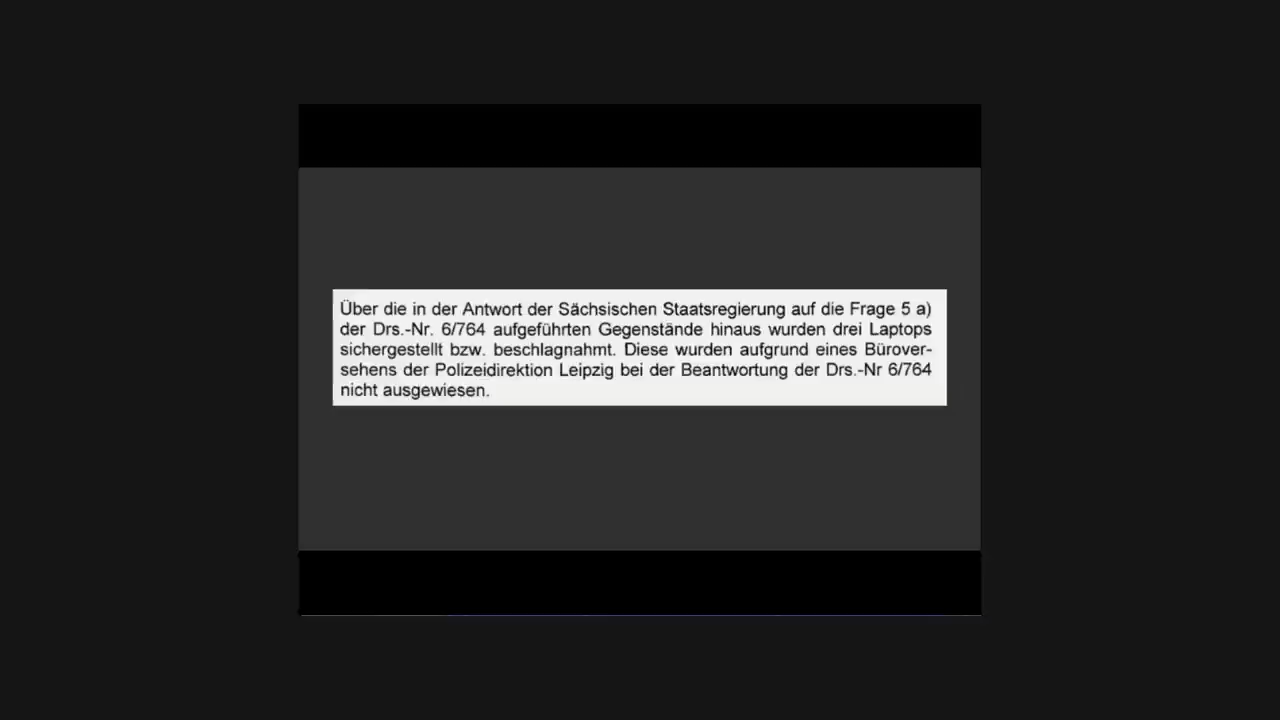 Über die in der Antwort der Sächsischen Staatsregierung auf die Frage 5 a)
der Drs.-Nr. 6/764 aufgeführten Gegenstände hinaus wurden drei Laptops
sichergestellt bzw. beschlagnahmt. Diese wurden aufgrund eines Bürover-
sehens der Polizeidirektion Leipzig bei der Beantwortung der Drs.-Nr 6/764
nicht ausgewiesen.